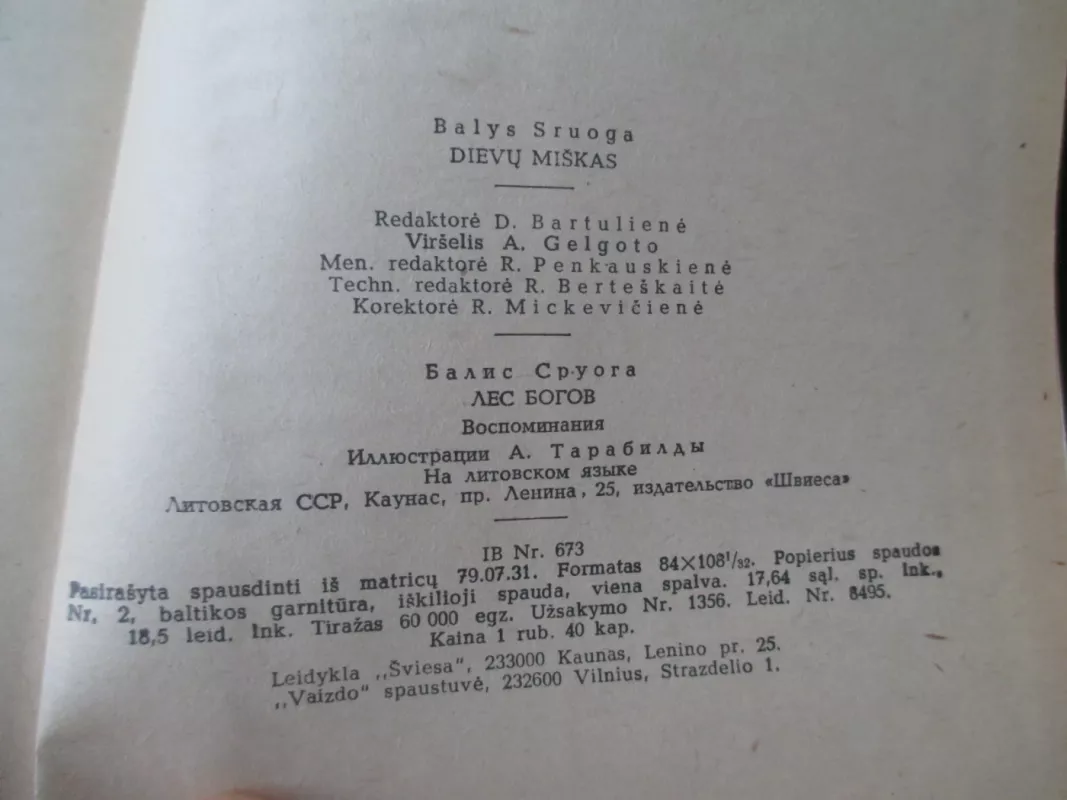 Balys Sruoga
DIEVŲ MIŠKAS
Redaktorė D. Bartulienė
Viršelis A. Gelgoto
Men. redaktorė R. Penkauskienė
Techn. redaktorė R. Berteškaitė
Korektorė R. Mickevičienė
Балис Сруога
ЛЕС БОГОВ
Воспоминания
Иллюстрации А. Тарабилды
На литовском языке
Литовская ССР, Каунас, пр. Ленина, 25, издательство «Швиеса»
IB Nr. 673
Pasirašyta spausdinti iš matricų 79.07.31. Formatas 84×108¹/₃₂. Popierius spaudos
Nr. 2, baltikos garnitūra, iškilioji spauda, viena spalva. 17,64 sąl. sp. lnk.,
18,5 leid. lnk. Tiražas 60 000 egz. Užsakymo Nr. 1356. Leid. Nr. 8495.
Kaina 1 rub. 40 kap.
Leidykla „Šviesa“, 233000 Kaunas, Lenino pr. 25.
„Vaizdo“ spaustuvė, 232600 Vilnius, Strazdelio 1.